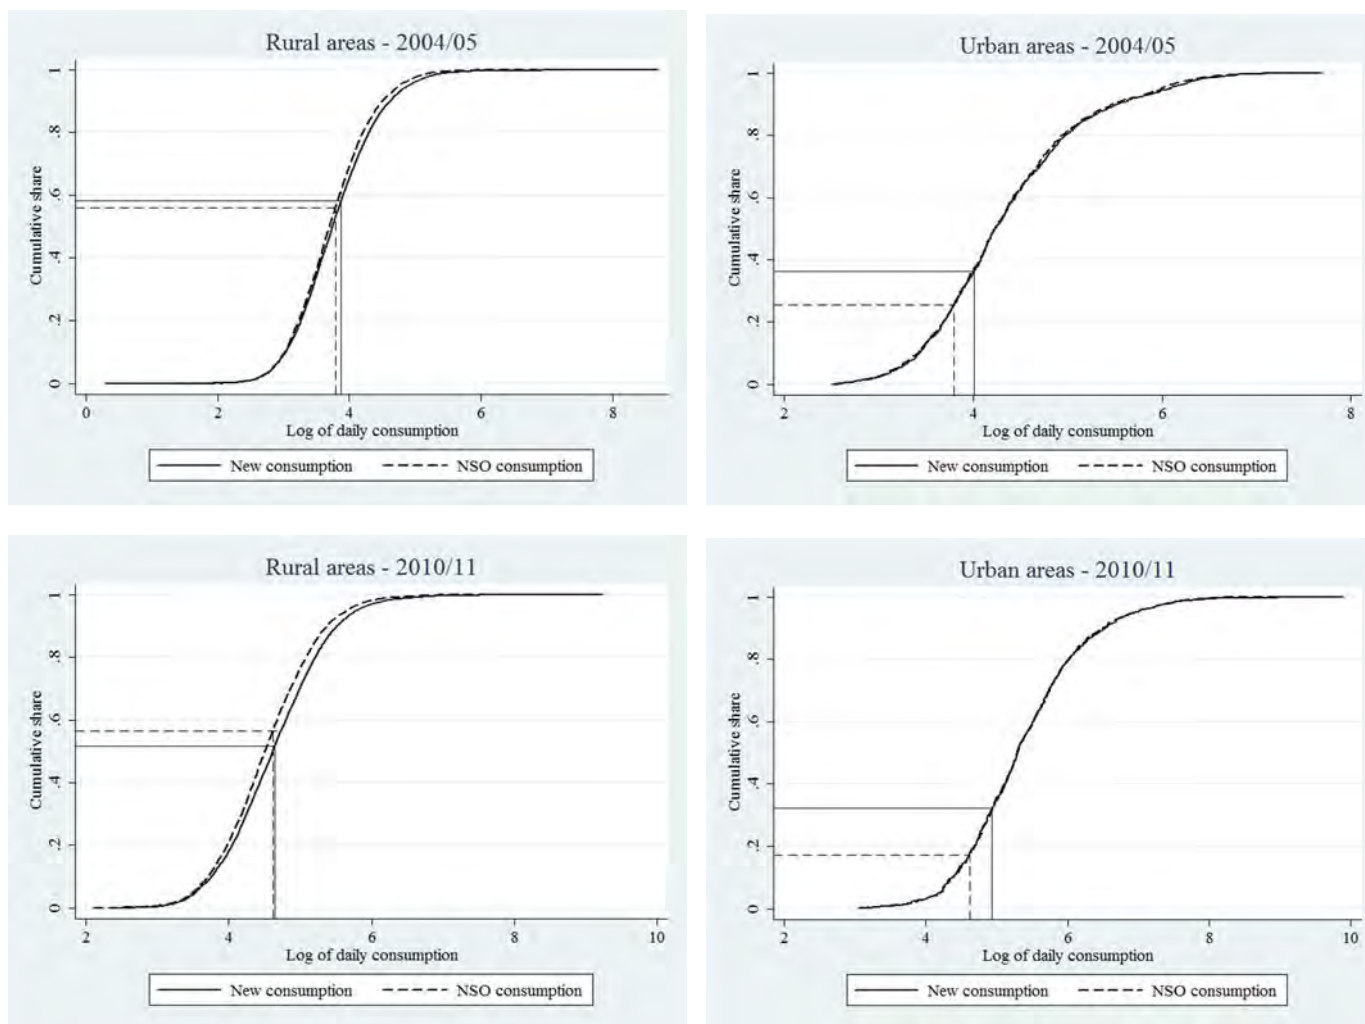 Rural areas - 2004/05
Cumulative share
1
.8
.6
.4
.2
0
0 2 4 6 8
Log of daily consumption
New consumption NSO consumption
Urban areas - 2004/05
Cumulative share
1
.8
.6
.4
.2
0
2 4 6 8
Log of daily consumption
New consumption NSO consumption
Rural areas - 2010/11
Cumulative share
1
.8
.6
.4
.2
0
2 4 6 8 10
Log of daily consumption
New consumption NSO consumption
Urban areas - 2010/11
Cumulative share
1
.8
.6
.4
.2
0
2 4 6 8 10
Log of daily consumption
New consumption NSO consumption